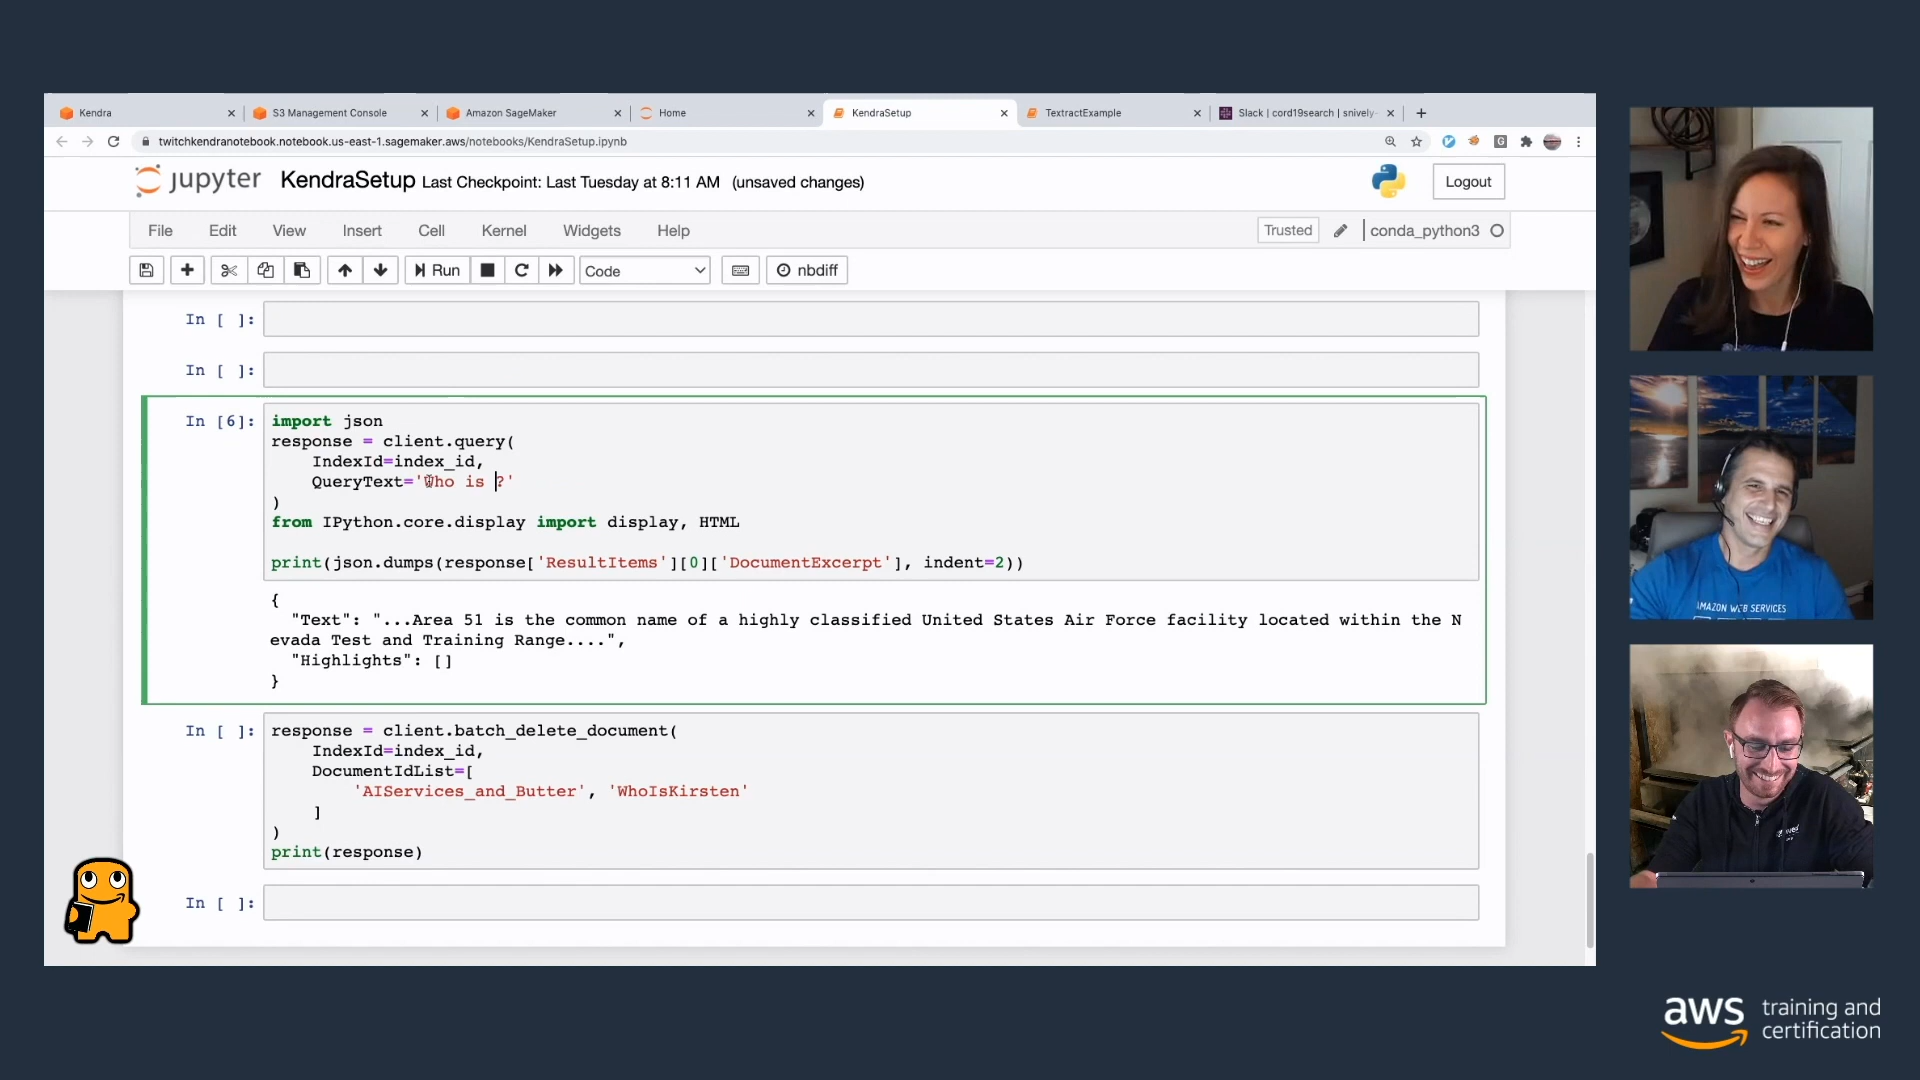 Kendra
S3 Management Console
Amazon SageMaker
Home
KendraSetup
TextractExample
Slack | cord19search | snively-
twitchkendranotebook.notebook.us-east-1.sagemaker.aws/notebooks/KendraSetup.ipynb
jupyter KendraSetup Last Checkpoint: Last Tuesday at 8:11 AM (unsaved changes)
Logout
File Edit View Insert Cell Kernel Widgets Help
Trusted
conda_python3
Run
Code
nbdiff
In [ ]:
In [ ]:
In [6]:
import json
response = client.query(
IndexId=index_id,
QueryText='Who is ?'
)
from IPython.core.display import display, HTML
print(json.dumps(response['ResultItems'][0]['DocumentExcerpt'], indent=2))
{
"Text": "...Area 51 is the common name of a highly classified United States Air Force facility located within the N
evada Test and Training Range....",
"Highlights": []
}
In [ ]:
response = client.batch_delete_document(
IndexId=index_id,
DocumentIdList=[
'AIServices_and_Butter', 'WhoIsKirsten'
]
)
print(response)
In [ ]:
AMAZON WEB SERVICES
aws training and
certification